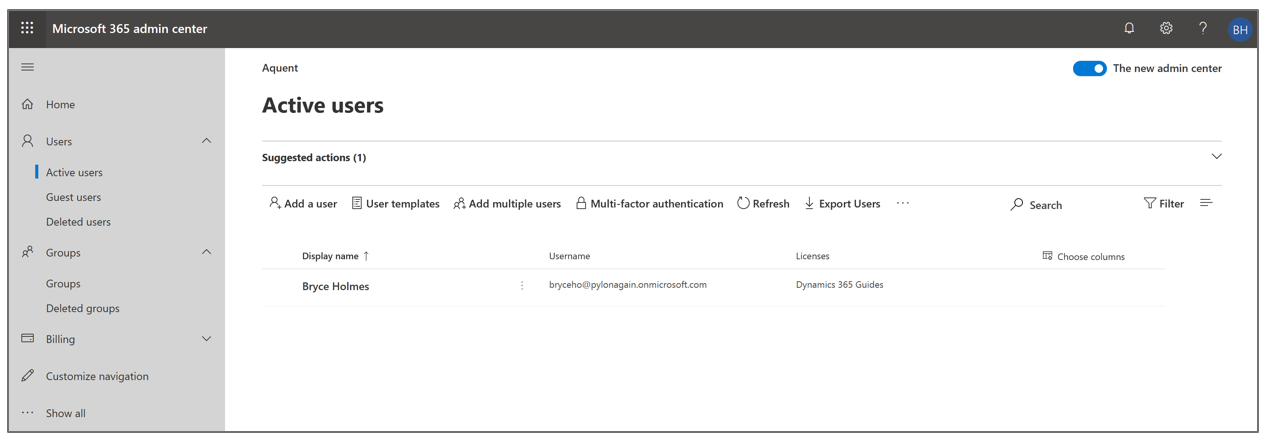 Microsoft 365 admin center
?
BH
Home
Users
Active users
Guest users
Deleted users
Groups
Groups
Deleted groups
Billing
Customize navigation
Show all
Aquent
The new admin center
Active users
Suggested actions (1)
Add a user User templates Add multiple users Multi-factor authentication Refresh Export Users Search Filter
Display name ↑ Username Licenses Choose columns
Bryce Holmes bryceho@pylonagain.onmicrosoft.com Dynamics 365 Guides